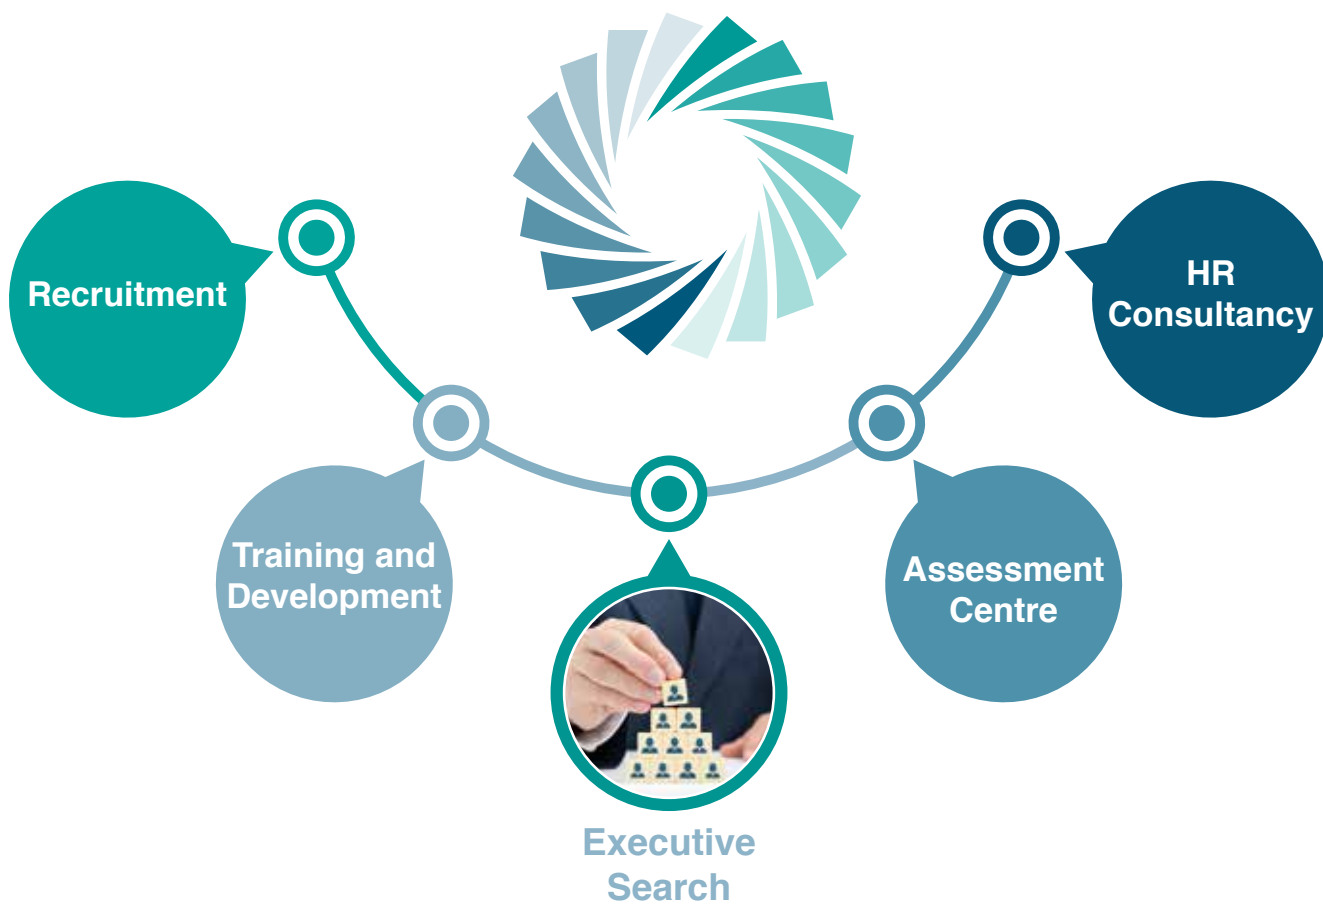 Recruitment
Training and
Development
Executive
Search
Assessment
Centre
HR
Consultancy